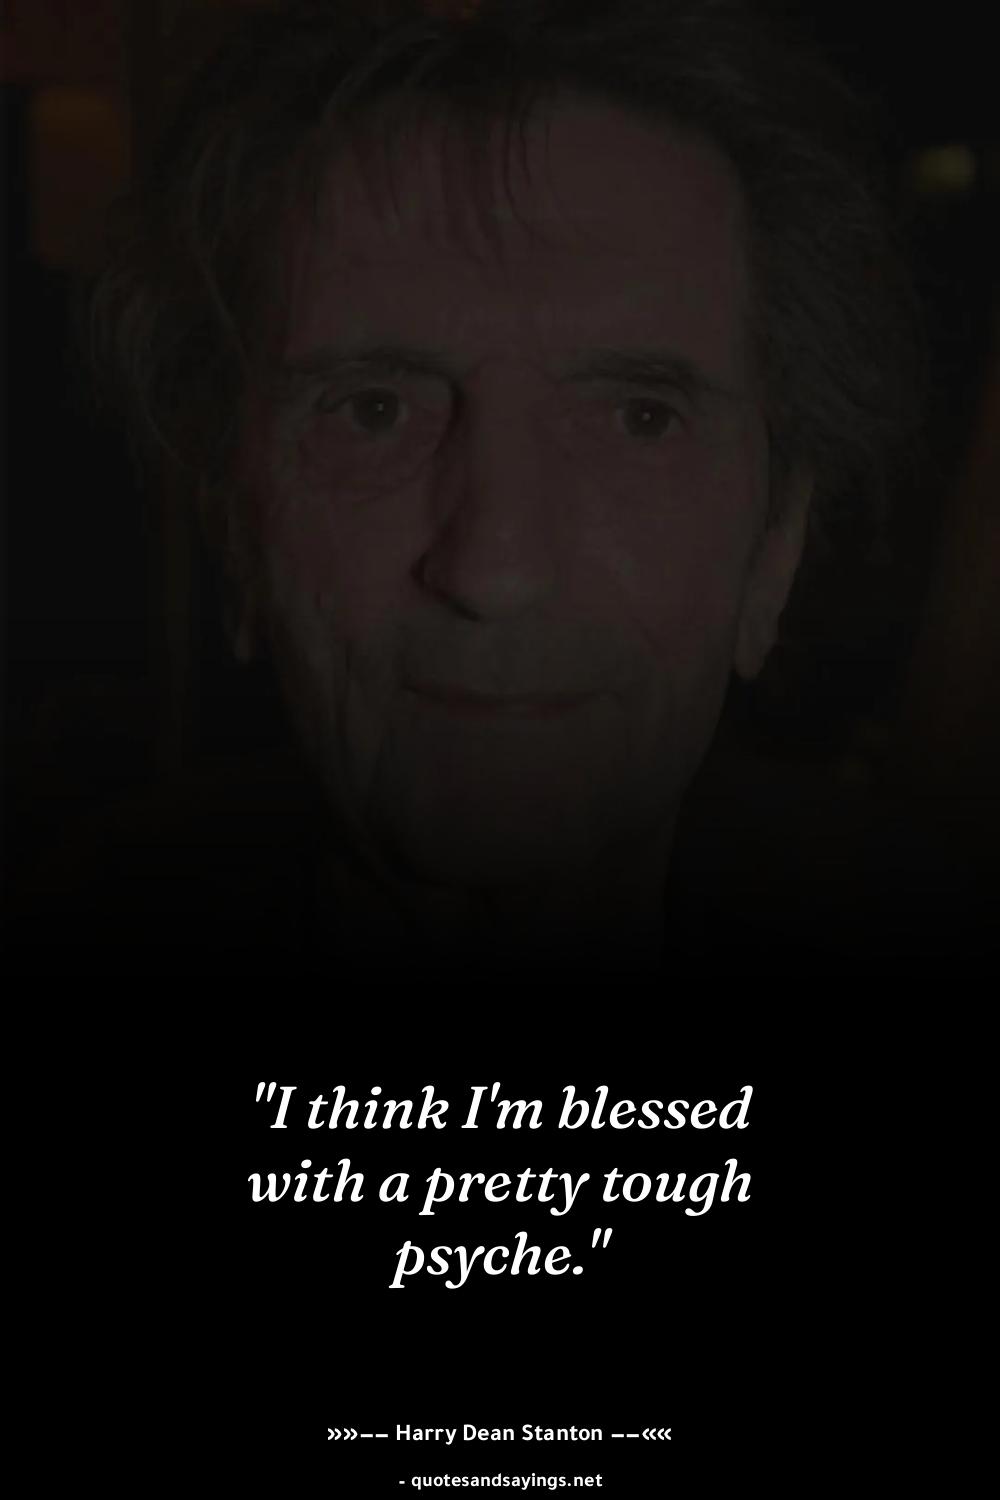 "I think I'm blessed
with a pretty tough
psyche."
»»—— Harry Dean Stanton ——««
- quotesandsayings.net